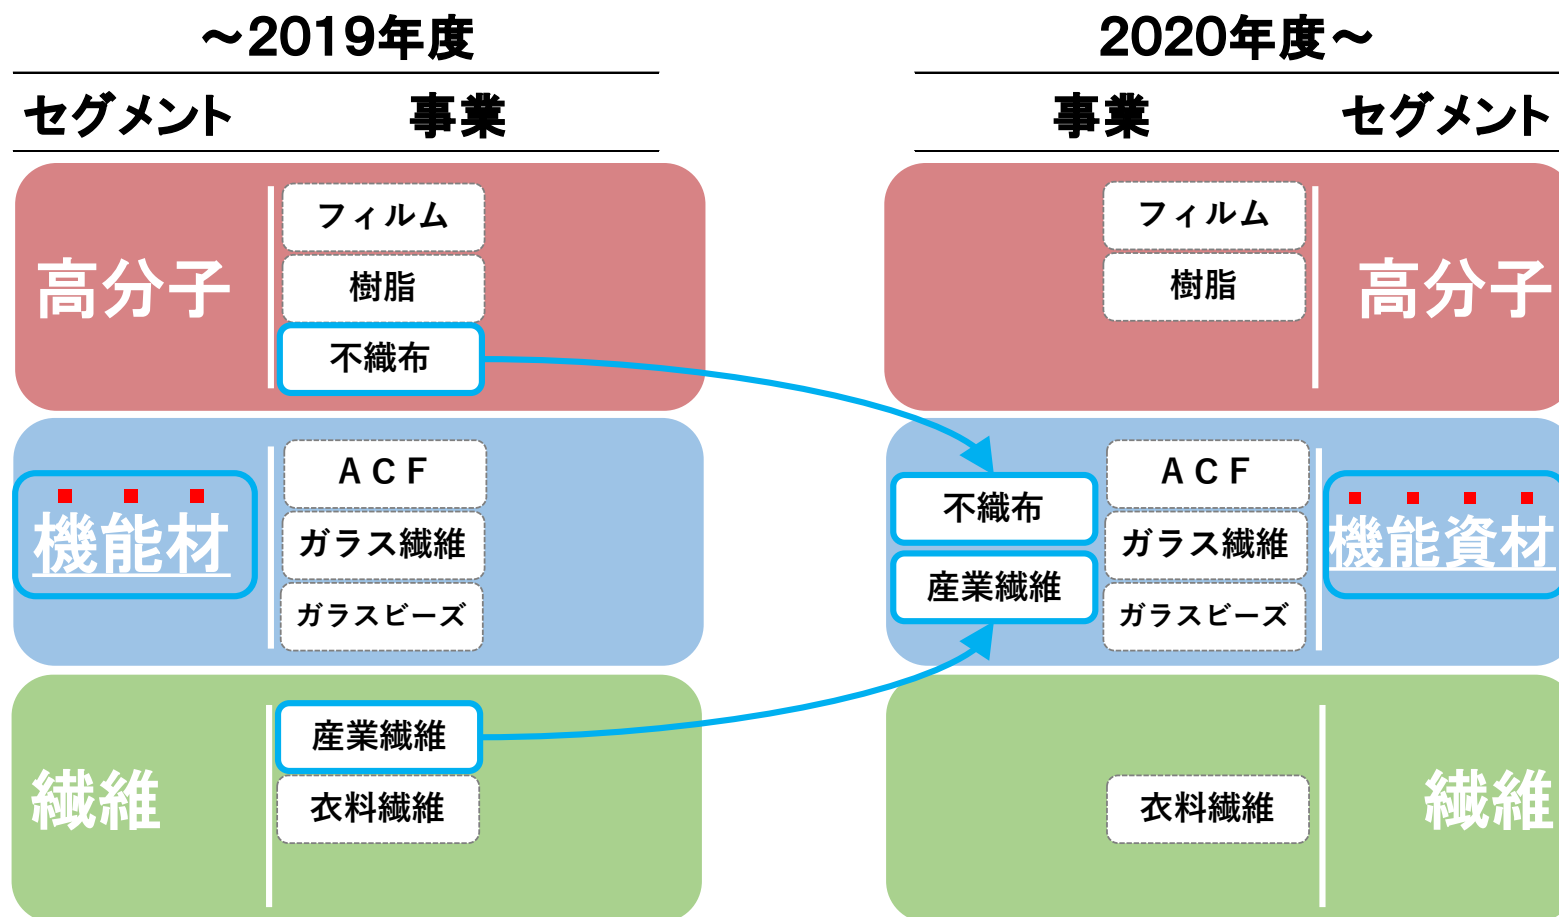 ～2019年度
セグメント
事業
高分子
フィルム
樹脂
不織布
機能材
ＡＣＦ
ガラス繊維
ガラスビーズ
繊維
産業繊維
衣料繊維
2020年度～
事業
セグメント
フィルム
樹脂
高分子
不織布
産業繊維
ＡＣＦ
ガラス繊維
ガラスビーズ
機能資材
衣料繊維
繊維